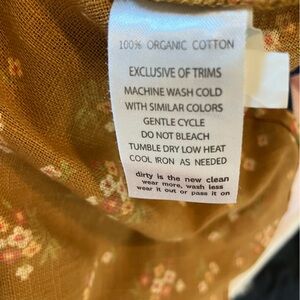 100% ORGANIC COTTON
EXCLUSIVE OF TRIMS
MACHINE WASH COLD
WITH SIMILAR COLORS
GENTLE CYCLE
DO NOT BLEACH
TUMBLE DRY LOW HEAT
COOL IRON AS NEEDED
dirty is the new clean
wear more, wash less
wear it out or pass it on